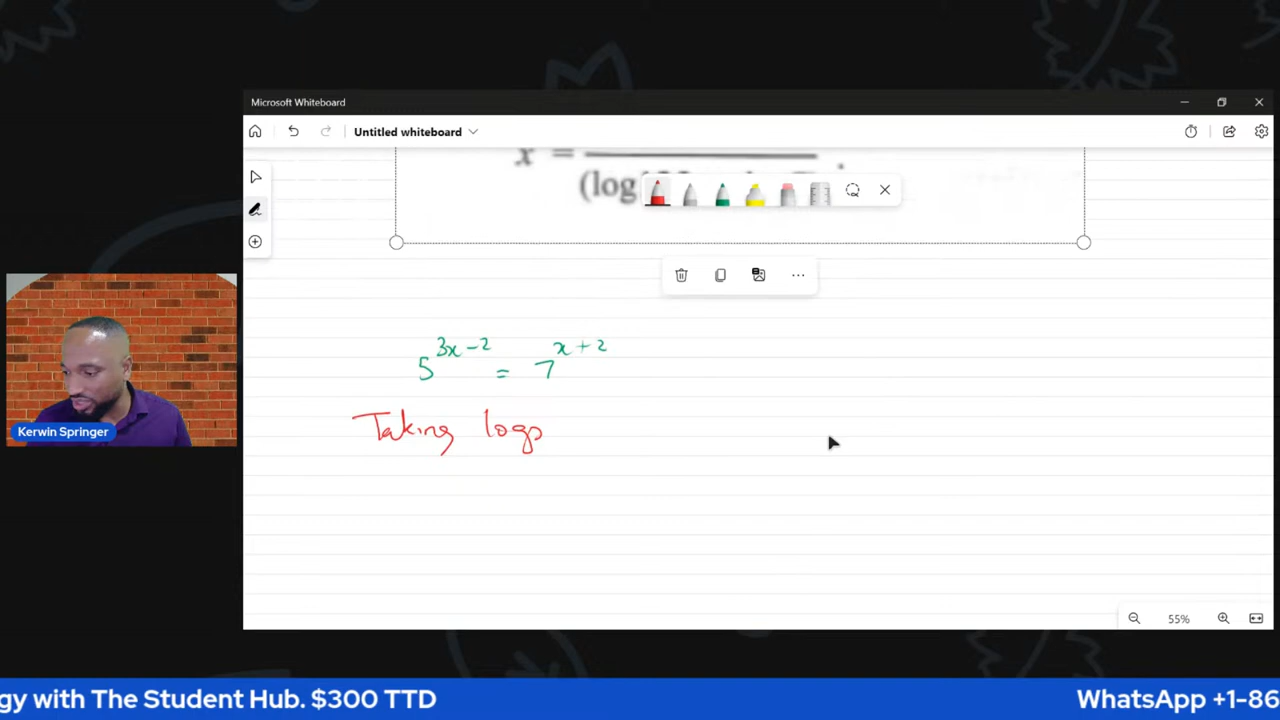 Microsoft Whiteboard
Untitled whiteboard
x =
(log
5^{3x-2} = 7^{x+2}
Taking logs
Kerwin Springer
55%
gy with The Student Hub. $300 TTD
WhatsApp +1-86